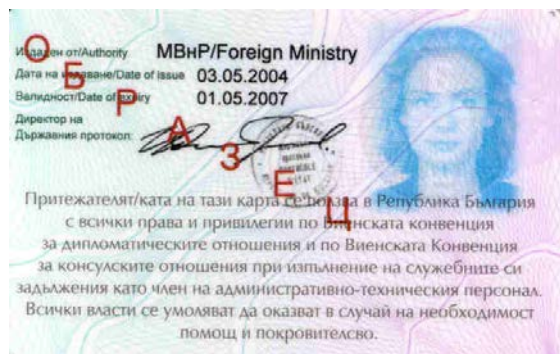 Издаден от/Authority МВнР/Foreign Ministry
Дата на издаване/Date of issue 03.05.2004
Валидност/Date of expiry 01.05.2007
Директор на
Държавния протокол:
ОБРАЗЕЦ
Притежателят/ката на тази карта се ползва в Република България
с всички права и привилегии по Виенската конвенция
за дипломатическите отношения и по Виенската Конвенция
за консулските отношения при изпълнение на служебните си
задължения като член на административно-техническия персонал.
Всички власти се умоляват да оказват в случай на необходимост
помощ и покровителсво.